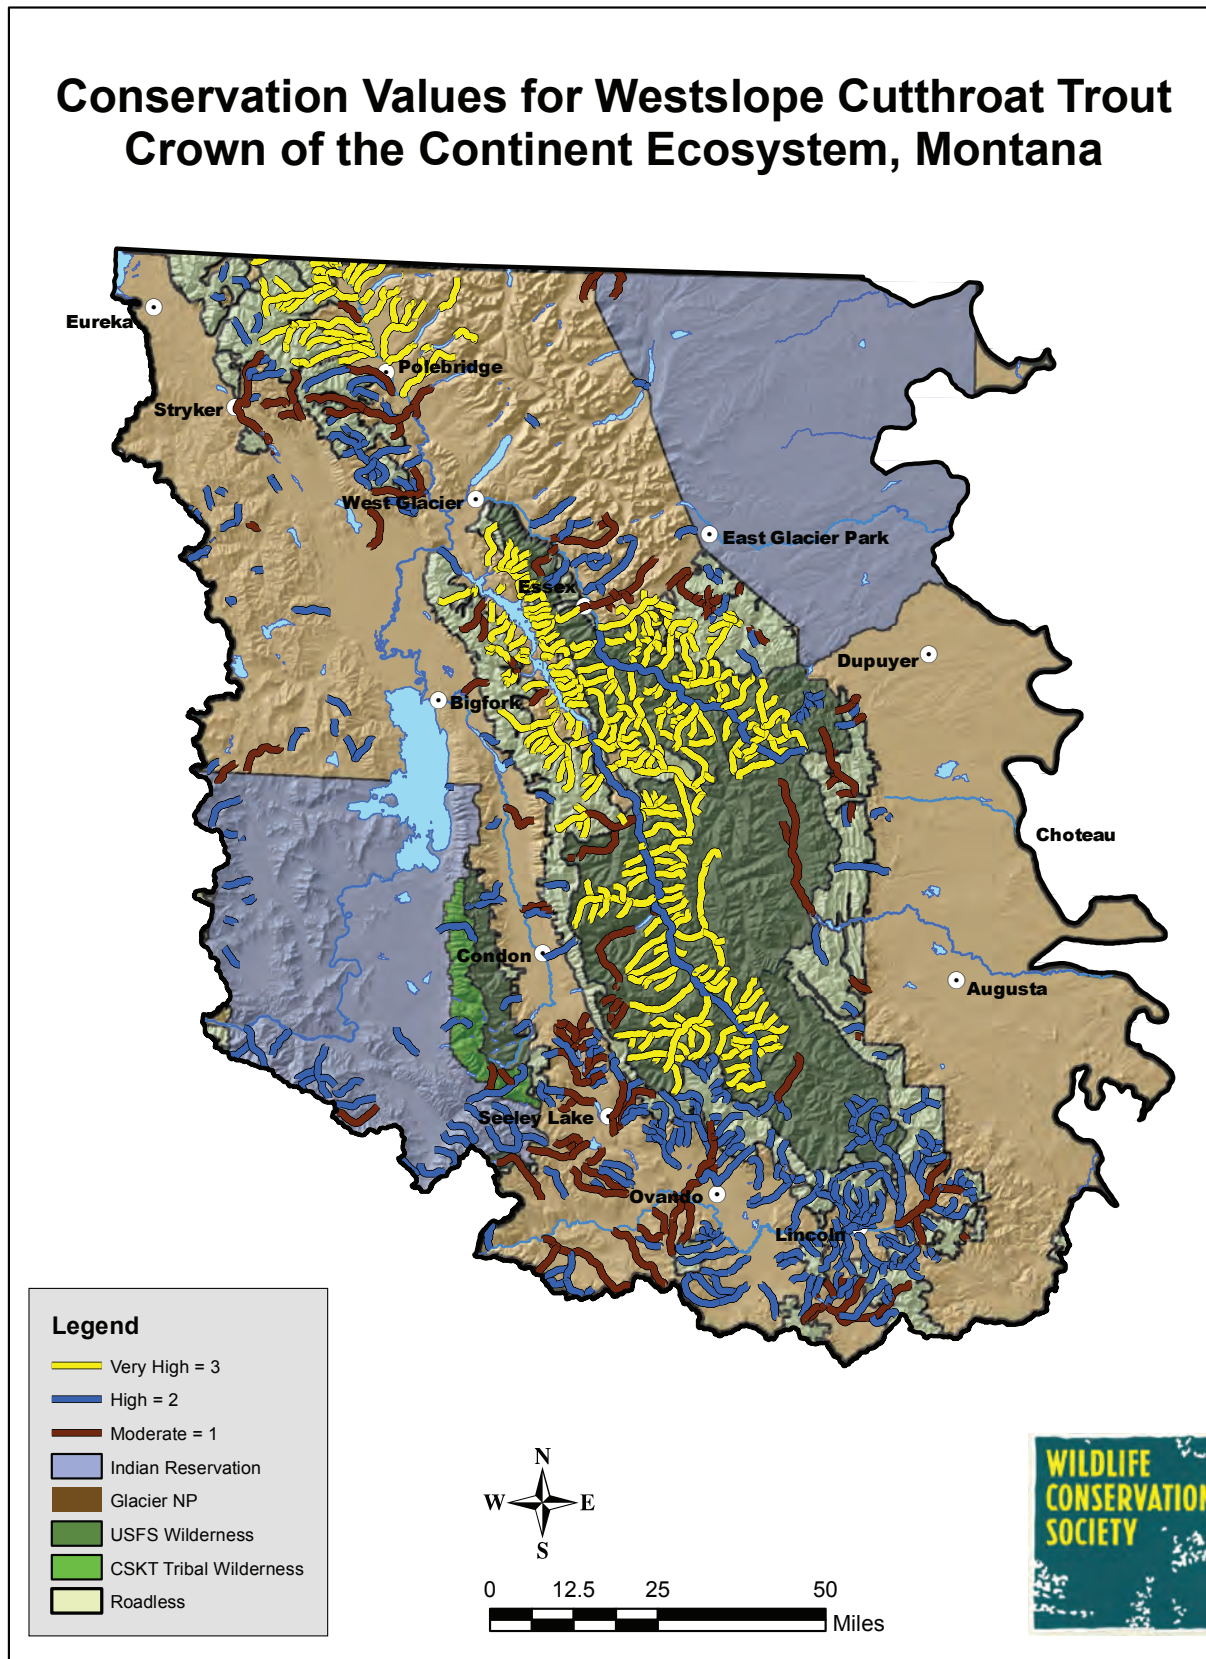 Conservation Values for Westslope Cutthroat Trout
Crown of the Continent Ecosystem, Montana
Eureka
Polebridge
Stryker
West Glacier
East Glacier Park
Essex
Dupuyer
Bigfork
Choteau
Condon
Augusta
Seeley Lake
Ovando
Lincoln
Legend
Very High = 3
High = 2
Moderate = 1
Indian Reservation
Glacier NP
USFS Wilderness
CSKT Tribal Wilderness
Roadless
N
W E
S
0 12.5 25 50
Miles
WILDLIFE
CONSERVATION
SOCIETY